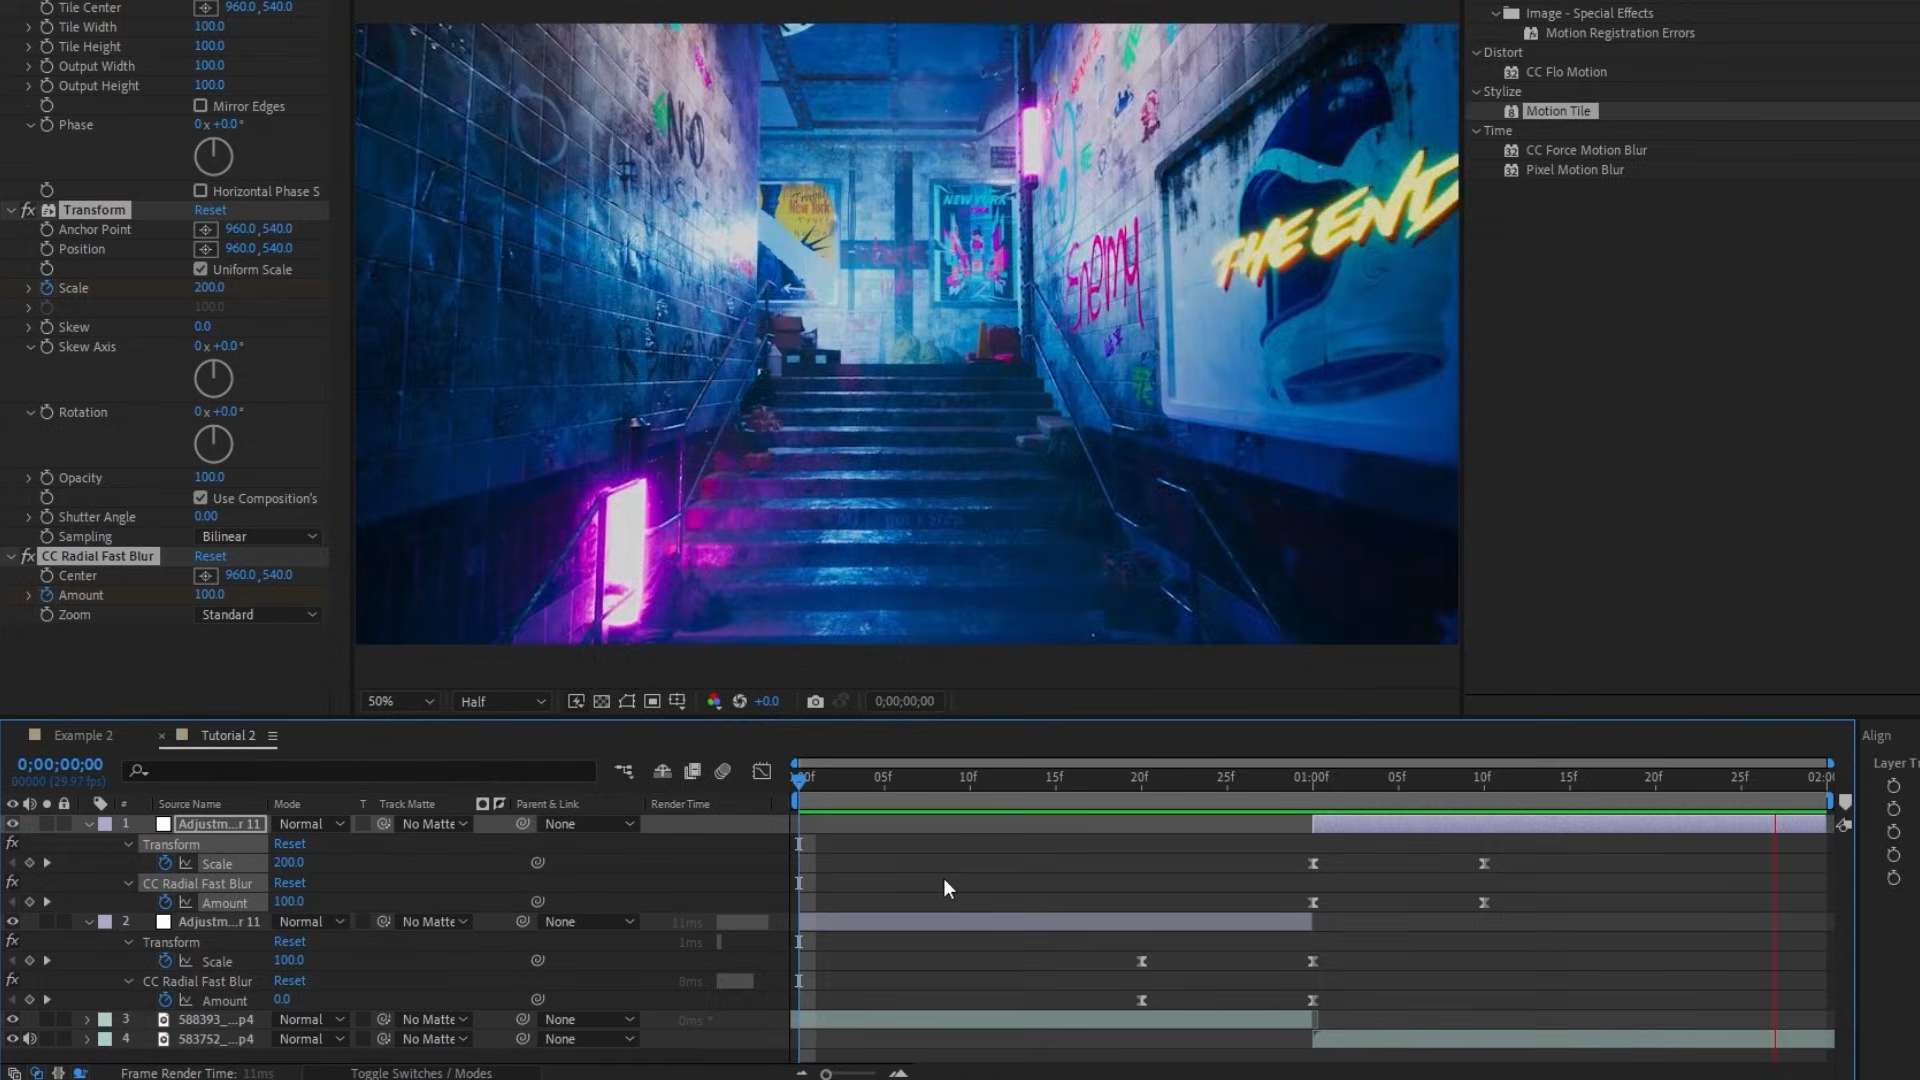 Tile Center 960.0,540.0
Tile Width 100.0
Tile Height 100.0
Output Width 100.0
Output Height 100.0
Mirror Edges
Phase 0 x +0.0°
Horizontal Phase S
fx Transform Reset
Anchor Point 960.0,540.0
Position 960.0,540.0
Uniform Scale
Scale 200.0
100.0
Skew 0.0
Skew Axis 0 x +0.0°
Rotation 0 x +0.0°
Opacity 100.0
Use Composition's
Shutter Angle 0.00
Sampling Bilinear
fx CC Radial Fast Blur Reset
Center 960.0,540.0
Amount 100.0
Zoom Standard
No
New York
NEW YORK
Enemy
THE END
Image - Special Effects
Motion Registration Errors
Distort
CC Flo Motion
Stylize
Motion Tile
Time
CC Force Motion Blur
Pixel Motion Blur
50% Half +0.0 0;00;00;00
Example 2 × Tutorial 2
Align
0;00;00;00
00000 (29.97 fps)
Layer T
00f 05f 10f 15f 20f 25f 01:00f 05f 10f 15f 20f 25f 02:0
# Source Name Mode T Track Matte Parent & Link Render Time
1 Adjustm...r 11 Normal No Matte None
fx Transform Reset
Scale 200.0
fx CC Radial Fast Blur Reset
Amount 100.0
2 Adjustm...r 11 Normal No Matte None 11ms
fx Transform Reset 1ms
Scale 100.0
fx CC Radial Fast Blur Reset 8ms
Amount 0.0
3 588393_....p4 Normal No Matte None 0ms *
4 583752_....p4 Normal No Matte None
Frame Render Time: 11ms Toggle Switches / Modes